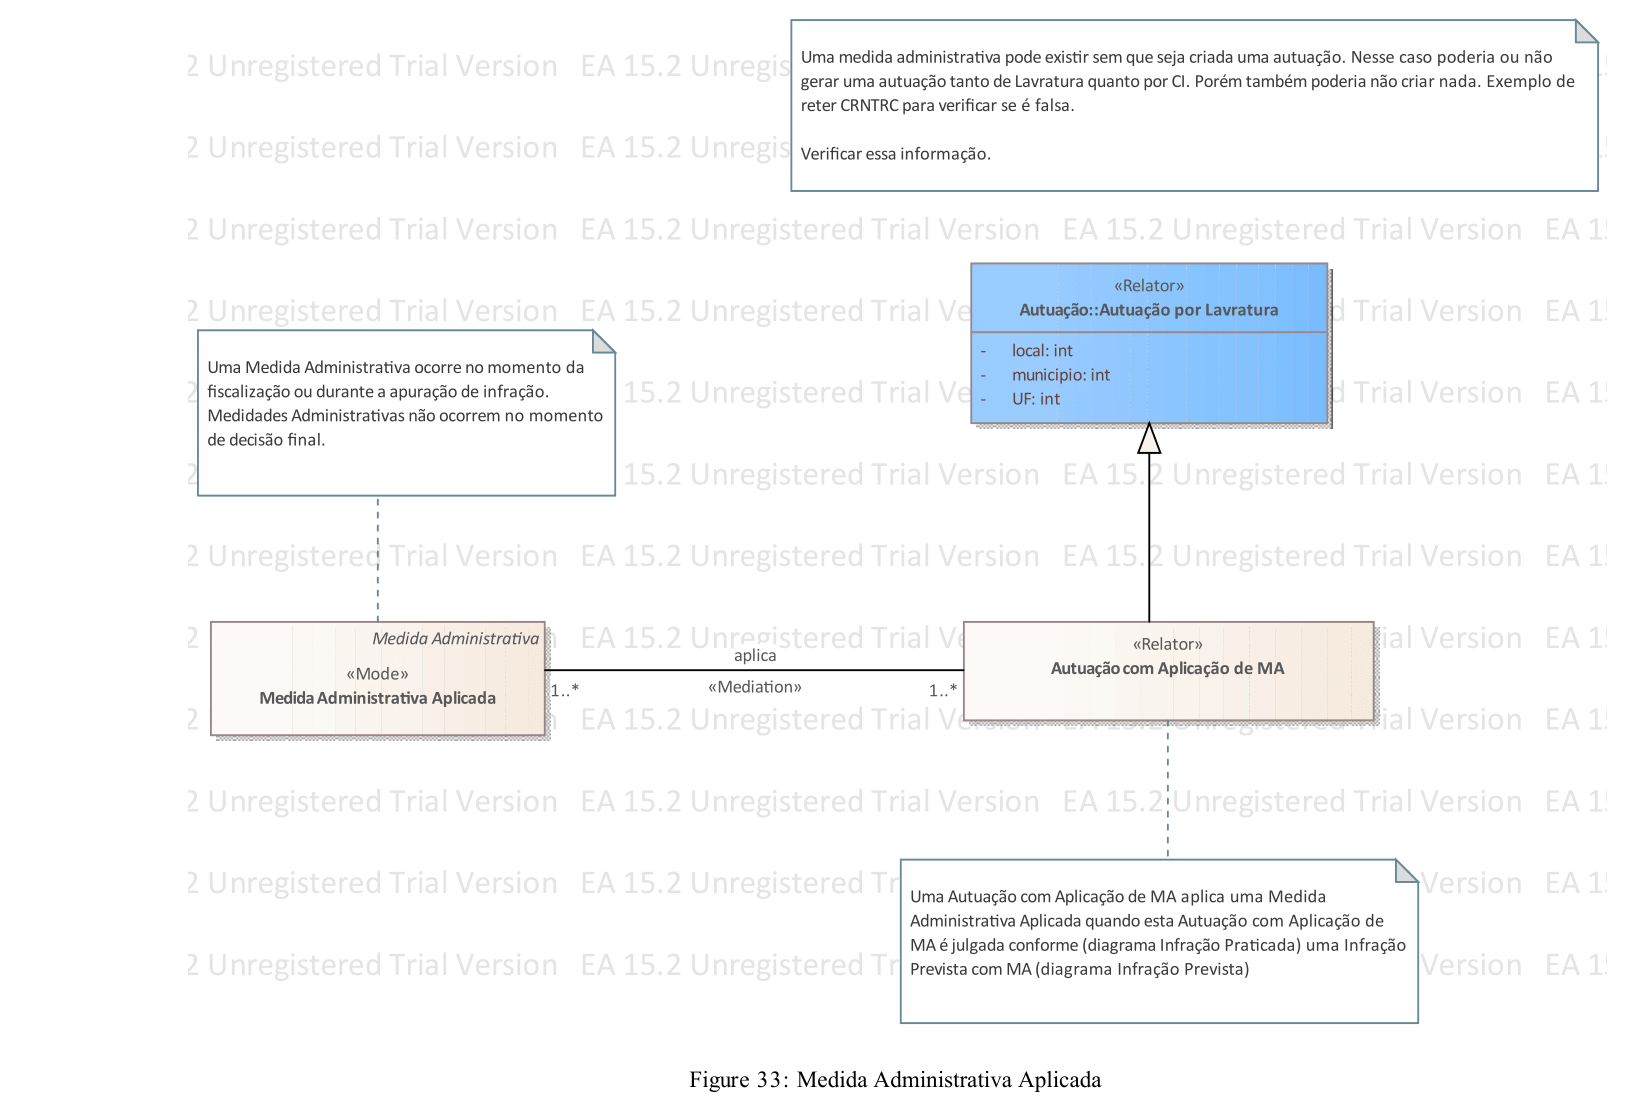 Uma medida administrativa pode existir sem que seja criada uma autuação. Nesse caso poderia ou não
gerar uma autuação tanto de Lavratura quanto por CI. Porém também poderia não criar nada. Exemplo de
reter CRNTRC para verificar se é falsa.
Verificar essa informação.
«Relator»
Autuação::Autuação por Lavratura
- local: int
- municipio: int
- UF: int
Uma Medida Administrativa ocorre no momento da
fiscalização ou durante a apuração de infração.
Medidades Administrativas não ocorrem no momento
de decisão final.
Medida Administrativa
«Mode»
Medida Administrativa Aplicada
aplica
«Mediation»
1..*
1..*
«Relator»
Autuação com Aplicação de MA
Uma Autuação com Aplicação de MA aplica uma Medida
Administrativa Aplicada quando esta Autuação com Aplicação de
MA é julgada conforme (diagrama Infração Praticada) uma Infração
Prevista com MA (diagrama Infração Prevista)
2 Unregistered Trial Version EA 15.2 Unregistered Trial Version EA 15.2 Unregistered Trial Version EA 1
Figure 33: Medida Administrativa Aplicada